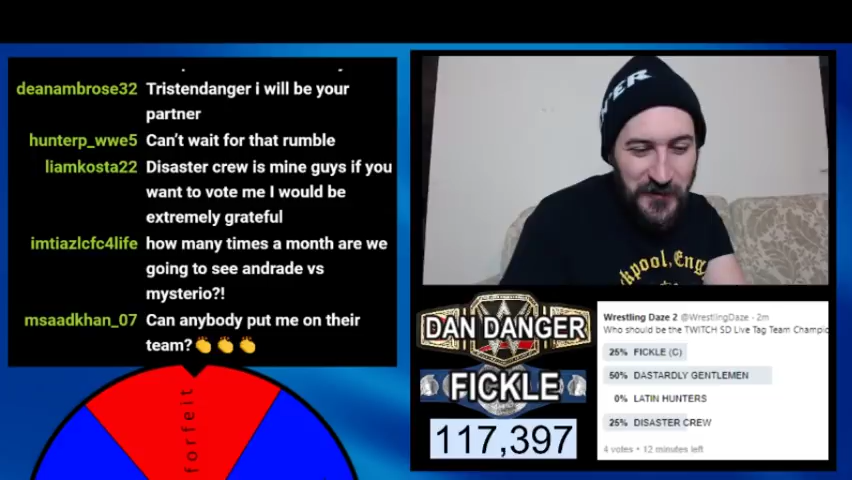 deanambrose32 Tristendanger i will be your
partner
hunterp_wwe5 Can't wait for that rumble
liamkosta22 Disaster crew is mine guys if you
want to vote me I would be
extremely grateful
imtiazlcfc4life how many times a month are we
going to see andrade vs
mysterio?!
msaadkhan_07 Can anybody put me on their
team?👏👏👏
forfeit
DAN DANGER
FICKLE
117,397
Wrestling Daze 2 @WrestlingDaze - 2m
Who should be the TWITCH SD Live Tag Team Champio
25% FICKLE (C)
50% DASTARDLY GENTLEMEN
0% LATIN HUNTERS
25% DISASTER CREW
4 votes • 12 minutes left